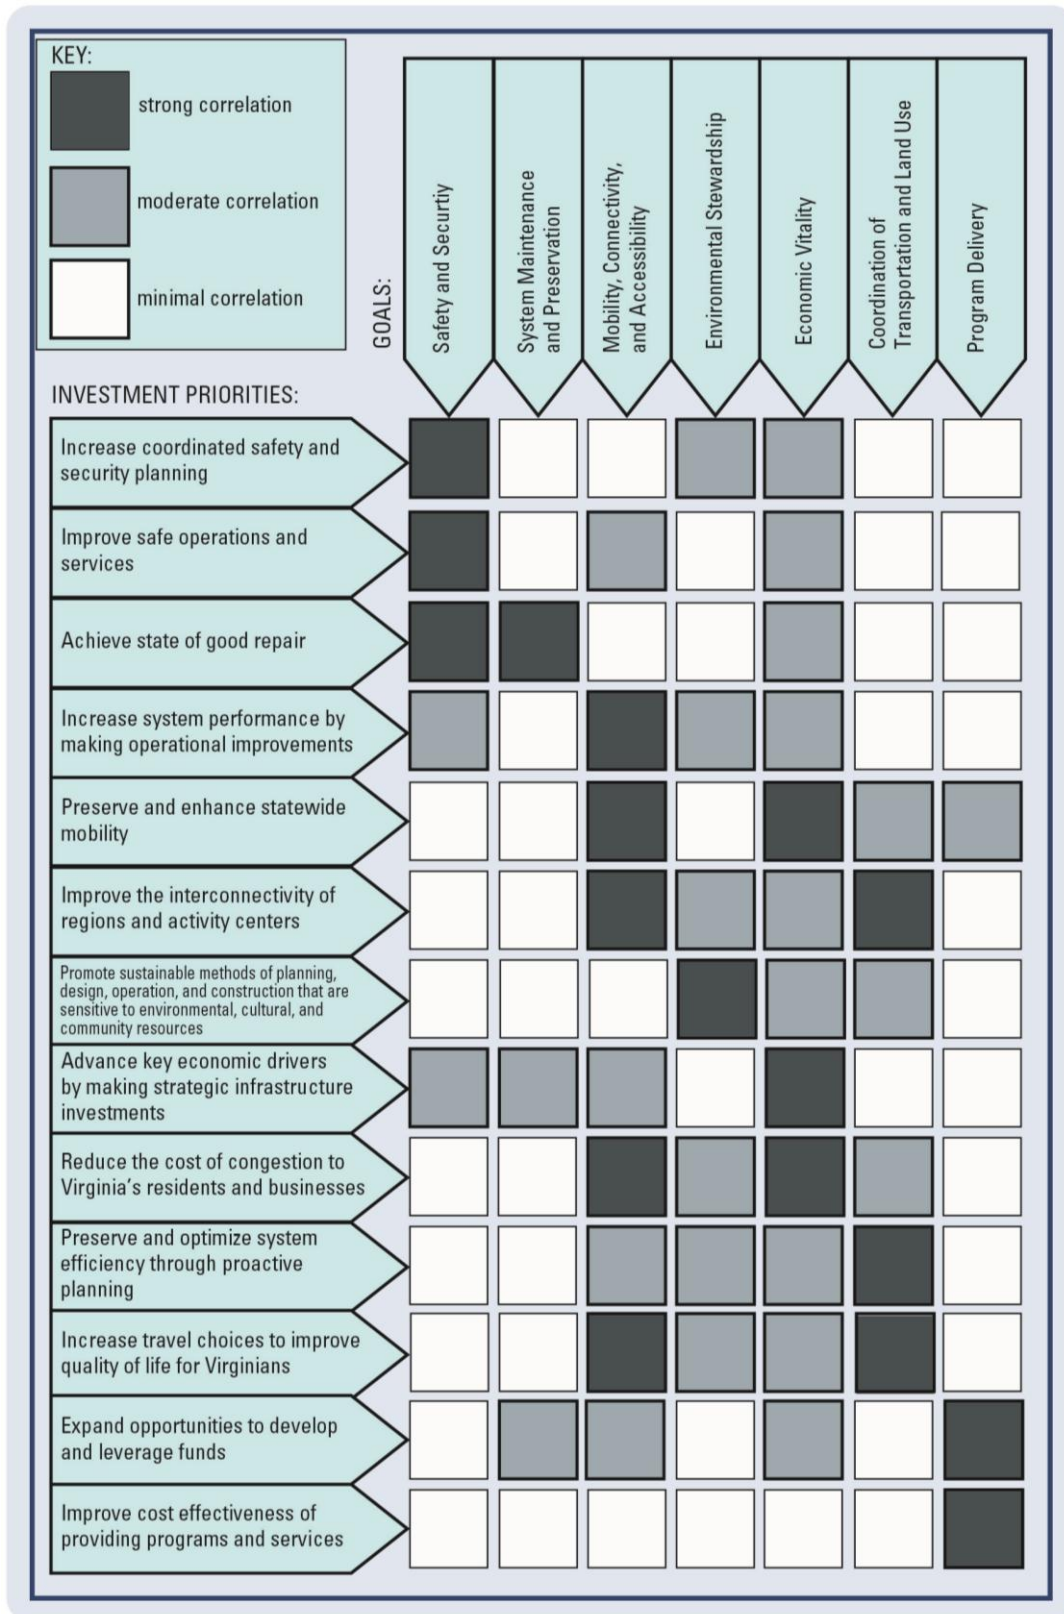 KEY:
strong correlation
moderate correlation
minimal correlation
GOALS:
Safety and Securtiy
System Maintenance
and Preservation
Mobility, Connectivity,
and Accessibility
Environmental Stewardship
Economic Vitality
Coordination of
Transportation and Land Use
Program Delivery
INVESTMENT PRIORITIES:
Increase coordinated safety and
security planning
Improve safe operations and
services
Achieve state of good repair
Increase system performance by
making operational improvements
Preserve and enhance statewide
mobility
Improve the interconnectivity of
regions and activity centers
Promote sustainable methods of planning,
design, operation, and construction that are
sensitive to environmental, cultural, and
community resources
Advance key economic drivers
by making strategic infrastructure
investments
Reduce the cost of congestion to
Virginia’s residents and businesses
Preserve and optimize system
efficiency through proactive
planning
Increase travel choices to improve
quality of life for Virginians
Expand opportunities to develop
and leverage funds
Improve cost effectiveness of
providing programs and services